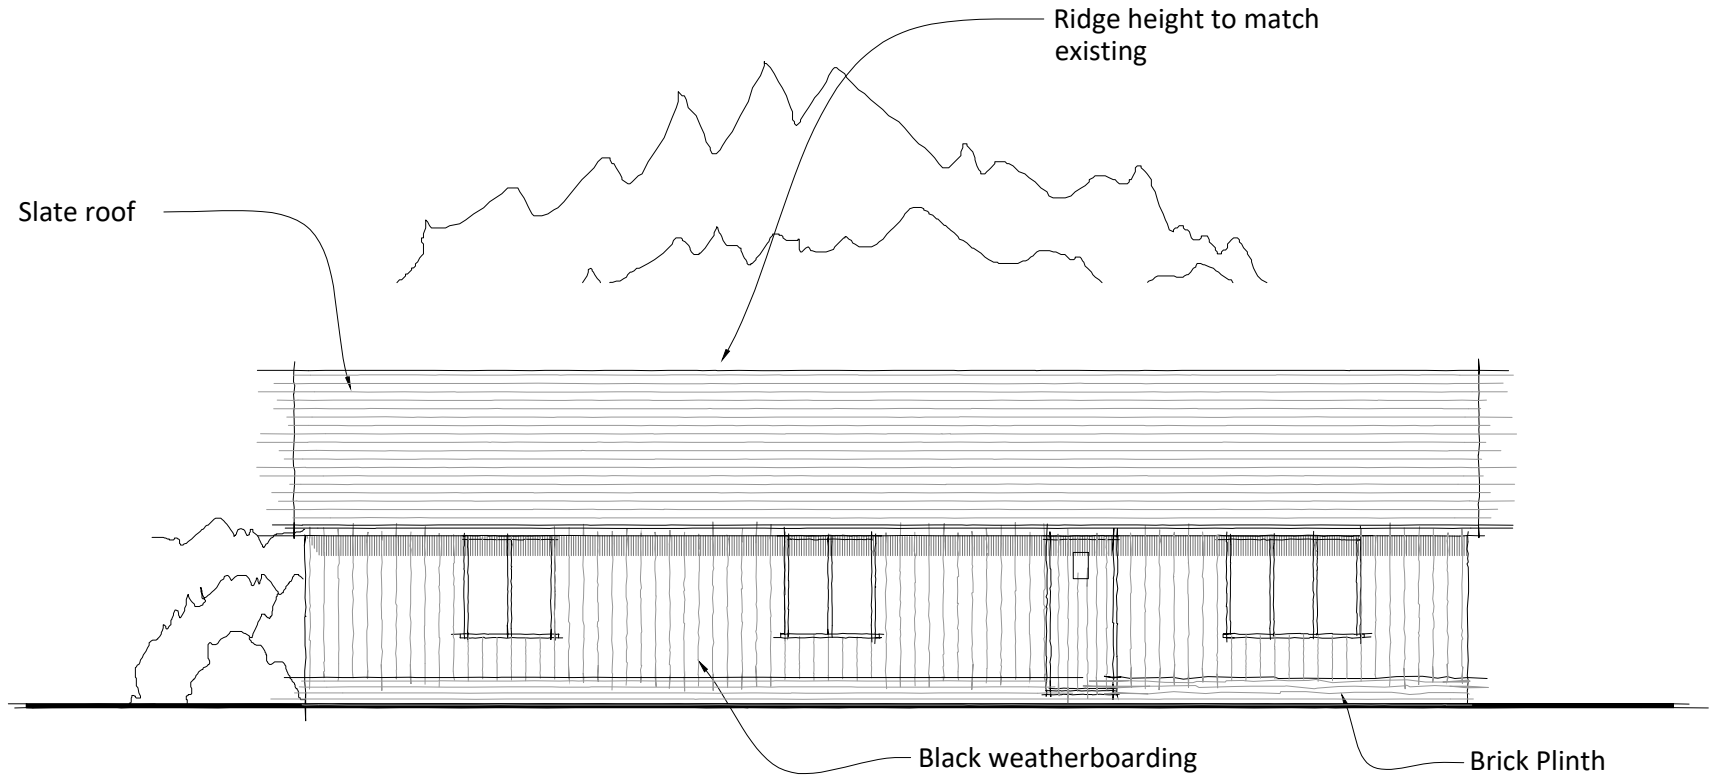 Ridge height to match
existing
Slate roof
Black weatherboarding
Brick Plinth